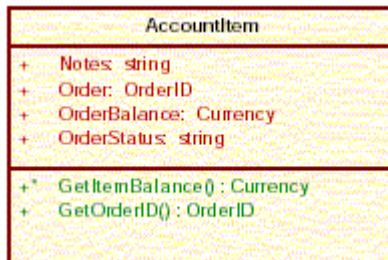 AccountItem
+ Notes: string
+ Order: OrderID
+ OrderBalance: Currency
+ OrderStatus: string
+* GetItemBalance() : Currency
+ GetOrderID() : OrderID